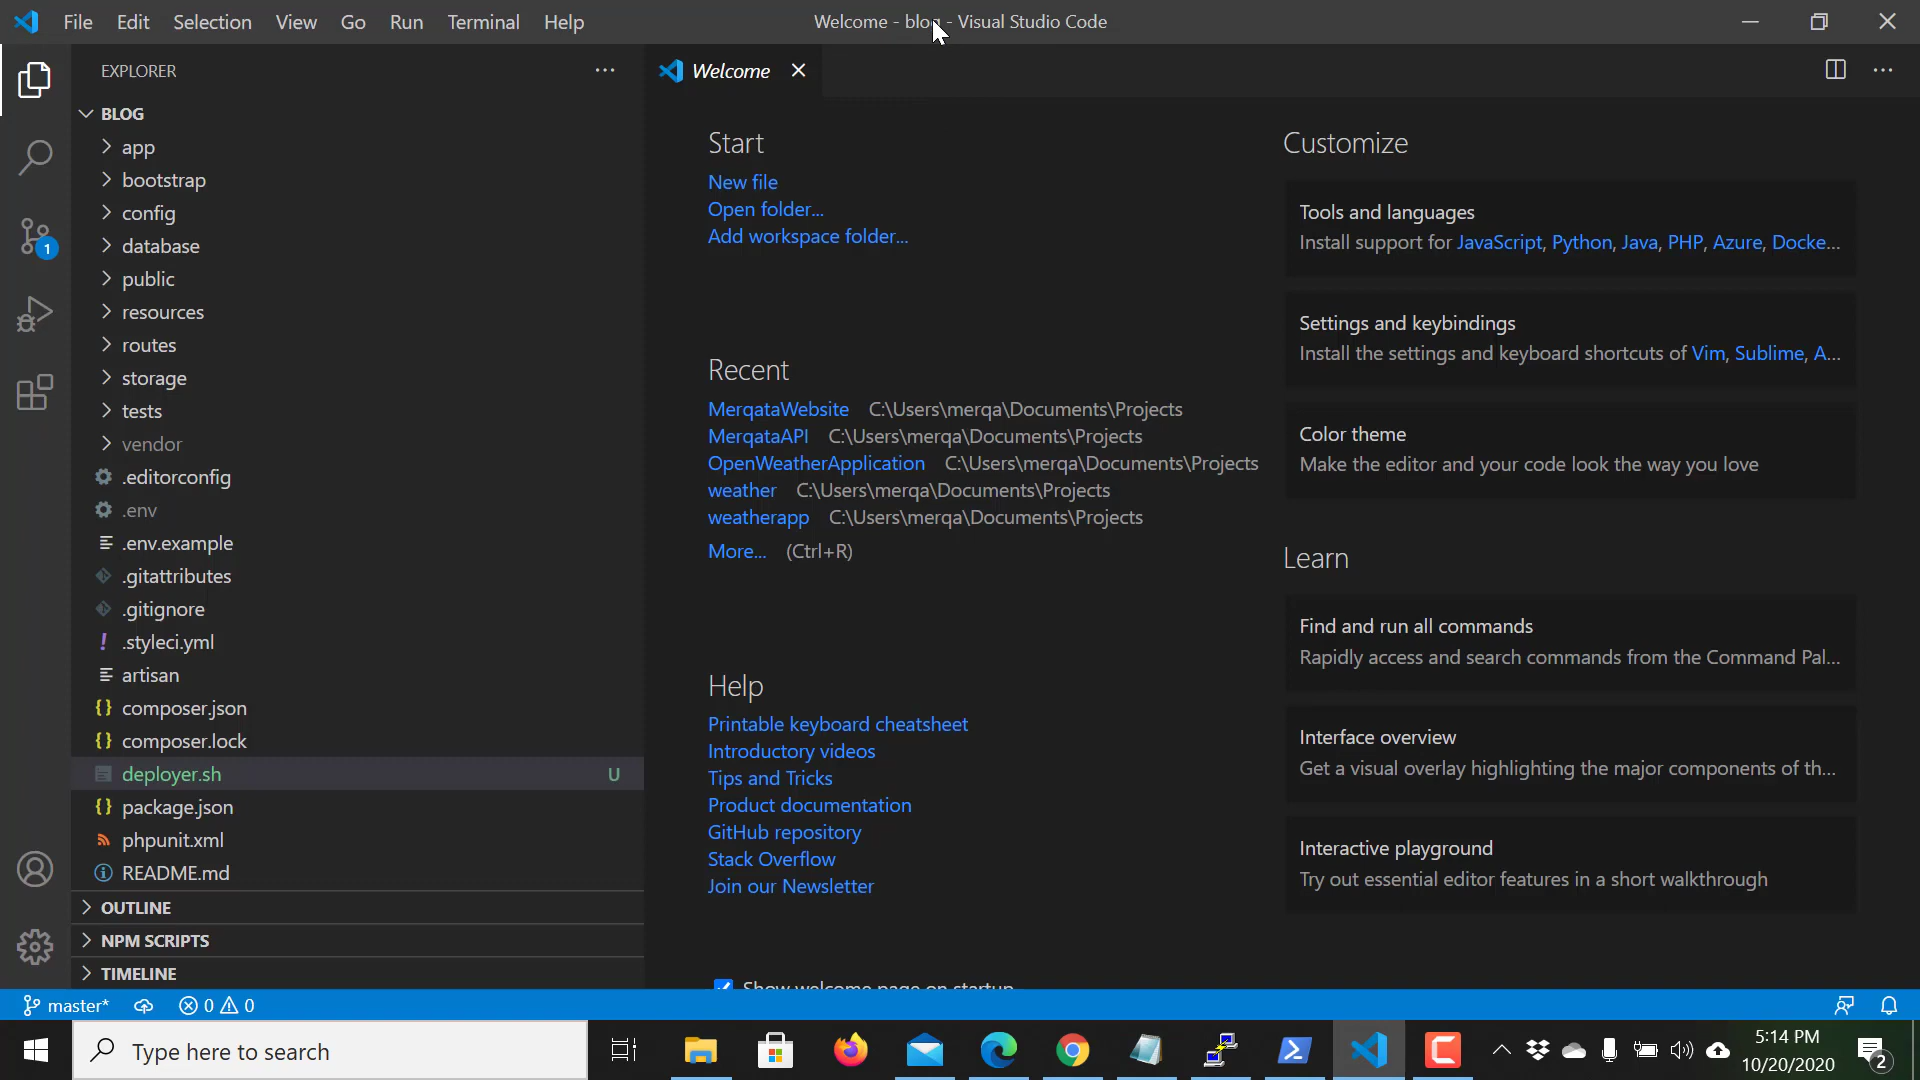 File Edit Selection View Go Run Terminal Help
Welcome - blog - Visual Studio Code
EXPLORER
BLOG
app
bootstrap
config
database
public
resources
routes
storage
tests
vendor
.editorconfig
.env
.env.example
.gitattributes
.gitignore
.styleci.yml
artisan
composer.json
composer.lock
deployer.sh U
package.json
phpunit.xml
README.md
OUTLINE
NPM SCRIPTS
TIMELINE
1
Welcome
Start
New file
Open folder...
Add workspace folder...
Recent
MerqataWebsite C:\Users\merqa\Documents\Projects
MerqataAPI C:\Users\merqa\Documents\Projects
OpenWeatherApplication C:\Users\merqa\Documents\Projects
weather C:\Users\merqa\Documents\Projects
weatherapp C:\Users\merqa\Documents\Projects
More... (Ctrl+R)
Help
Printable keyboard cheatsheet
Introductory videos
Tips and Tricks
Product documentation
GitHub repository
Stack Overflow
Join our Newsletter
Show welcome page on startup
Customize
Tools and languages
Install support for JavaScript, Python, Java, PHP, Azure, Docke...
Settings and keybindings
Install the settings and keyboard shortcuts of Vim, Sublime, A...
Color theme
Make the editor and your code look the way you love
Learn
Find and run all commands
Rapidly access and search commands from the Command Pal...
Interface overview
Get a visual overlay highlighting the major components of th...
Interactive playground
Try out essential editor features in a short walkthrough
master* 0 0
Type here to search
5:14 PM
10/20/2020
2